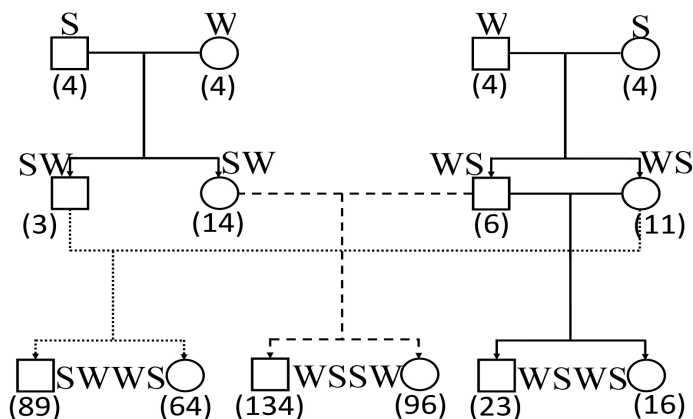 S W W S
(4) (4) (4) (4)
SW SW WS WS
(3) (14) (6) (11)
SWWS WSSW WSWS
(89) (64) (134) (96) (23) (16)